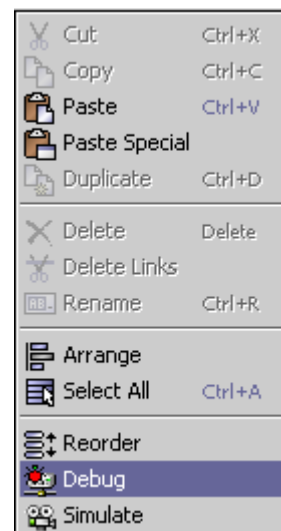 Cut Ctrl+X
Copy Ctrl+C
Paste Ctrl+V
Paste Special
Duplicate Ctrl+D
Delete Delete
Delete Links
AB.. Rename Ctrl+R
Arrange
Select All Ctrl+A
Reorder
Debug
Simulate